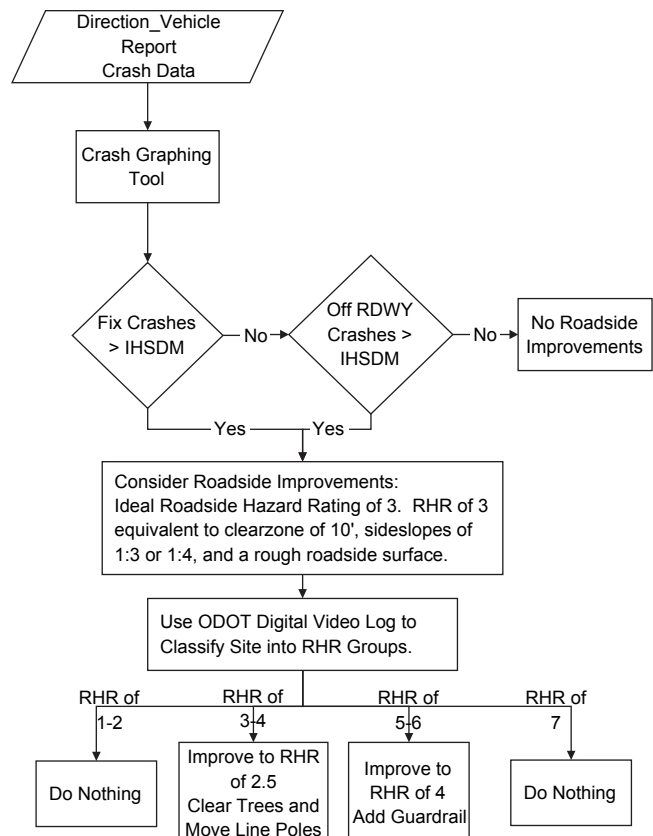 Direction_Vehicle
Report
Crash Data
Crash Graphing
Tool
Fix Crashes
> IHSDM
No
Off RDWY
Crashes >
IHSDM
No
No Roadside
Improvements
Yes
Yes
Consider Roadside Improvements:
Ideal Roadside Hazard Rating of 3. RHR of 3
equivalent to clearzone of 10', sideslopes of
1:3 or 1:4, and a rough roadside surface.
Use ODOT Digital Video Log to
Classify Site into RHR Groups.
RHR of
1-2
RHR of
3-4
RHR of
5-6
RHR of
7
Do Nothing
Improve to RHR
of 2.5
Clear Trees and
Move Line Poles
Improve to
RHR of 4
Add Guardrail
Do Nothing